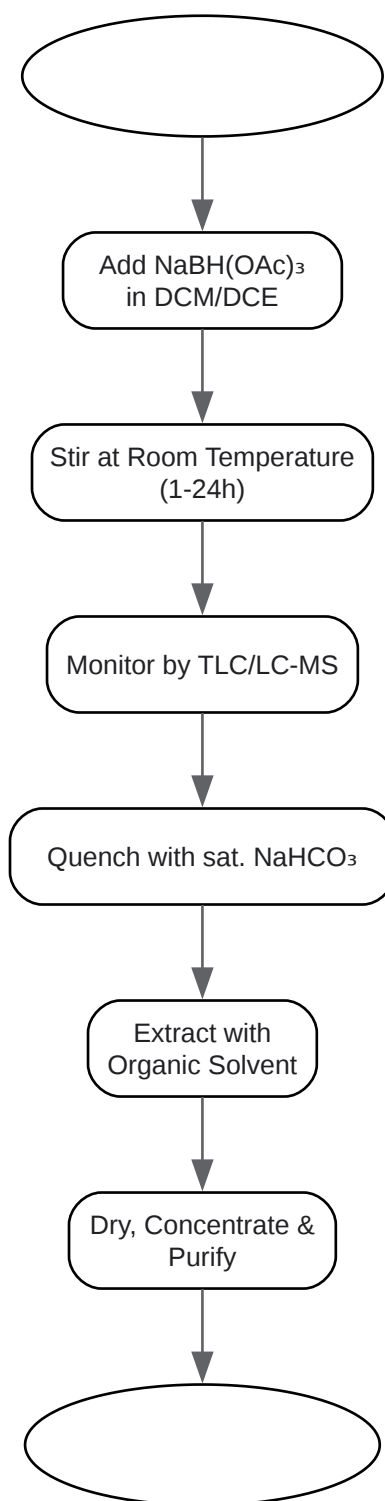 Add NaBH(OAc)₃
in DCM/DCE
Stir at Room Temperature
(1-24h)
Monitor by TLC/LC-MS
Quench with sat. NaHCO₃
Extract with
Organic Solvent
Dry, Concentrate &
Purify